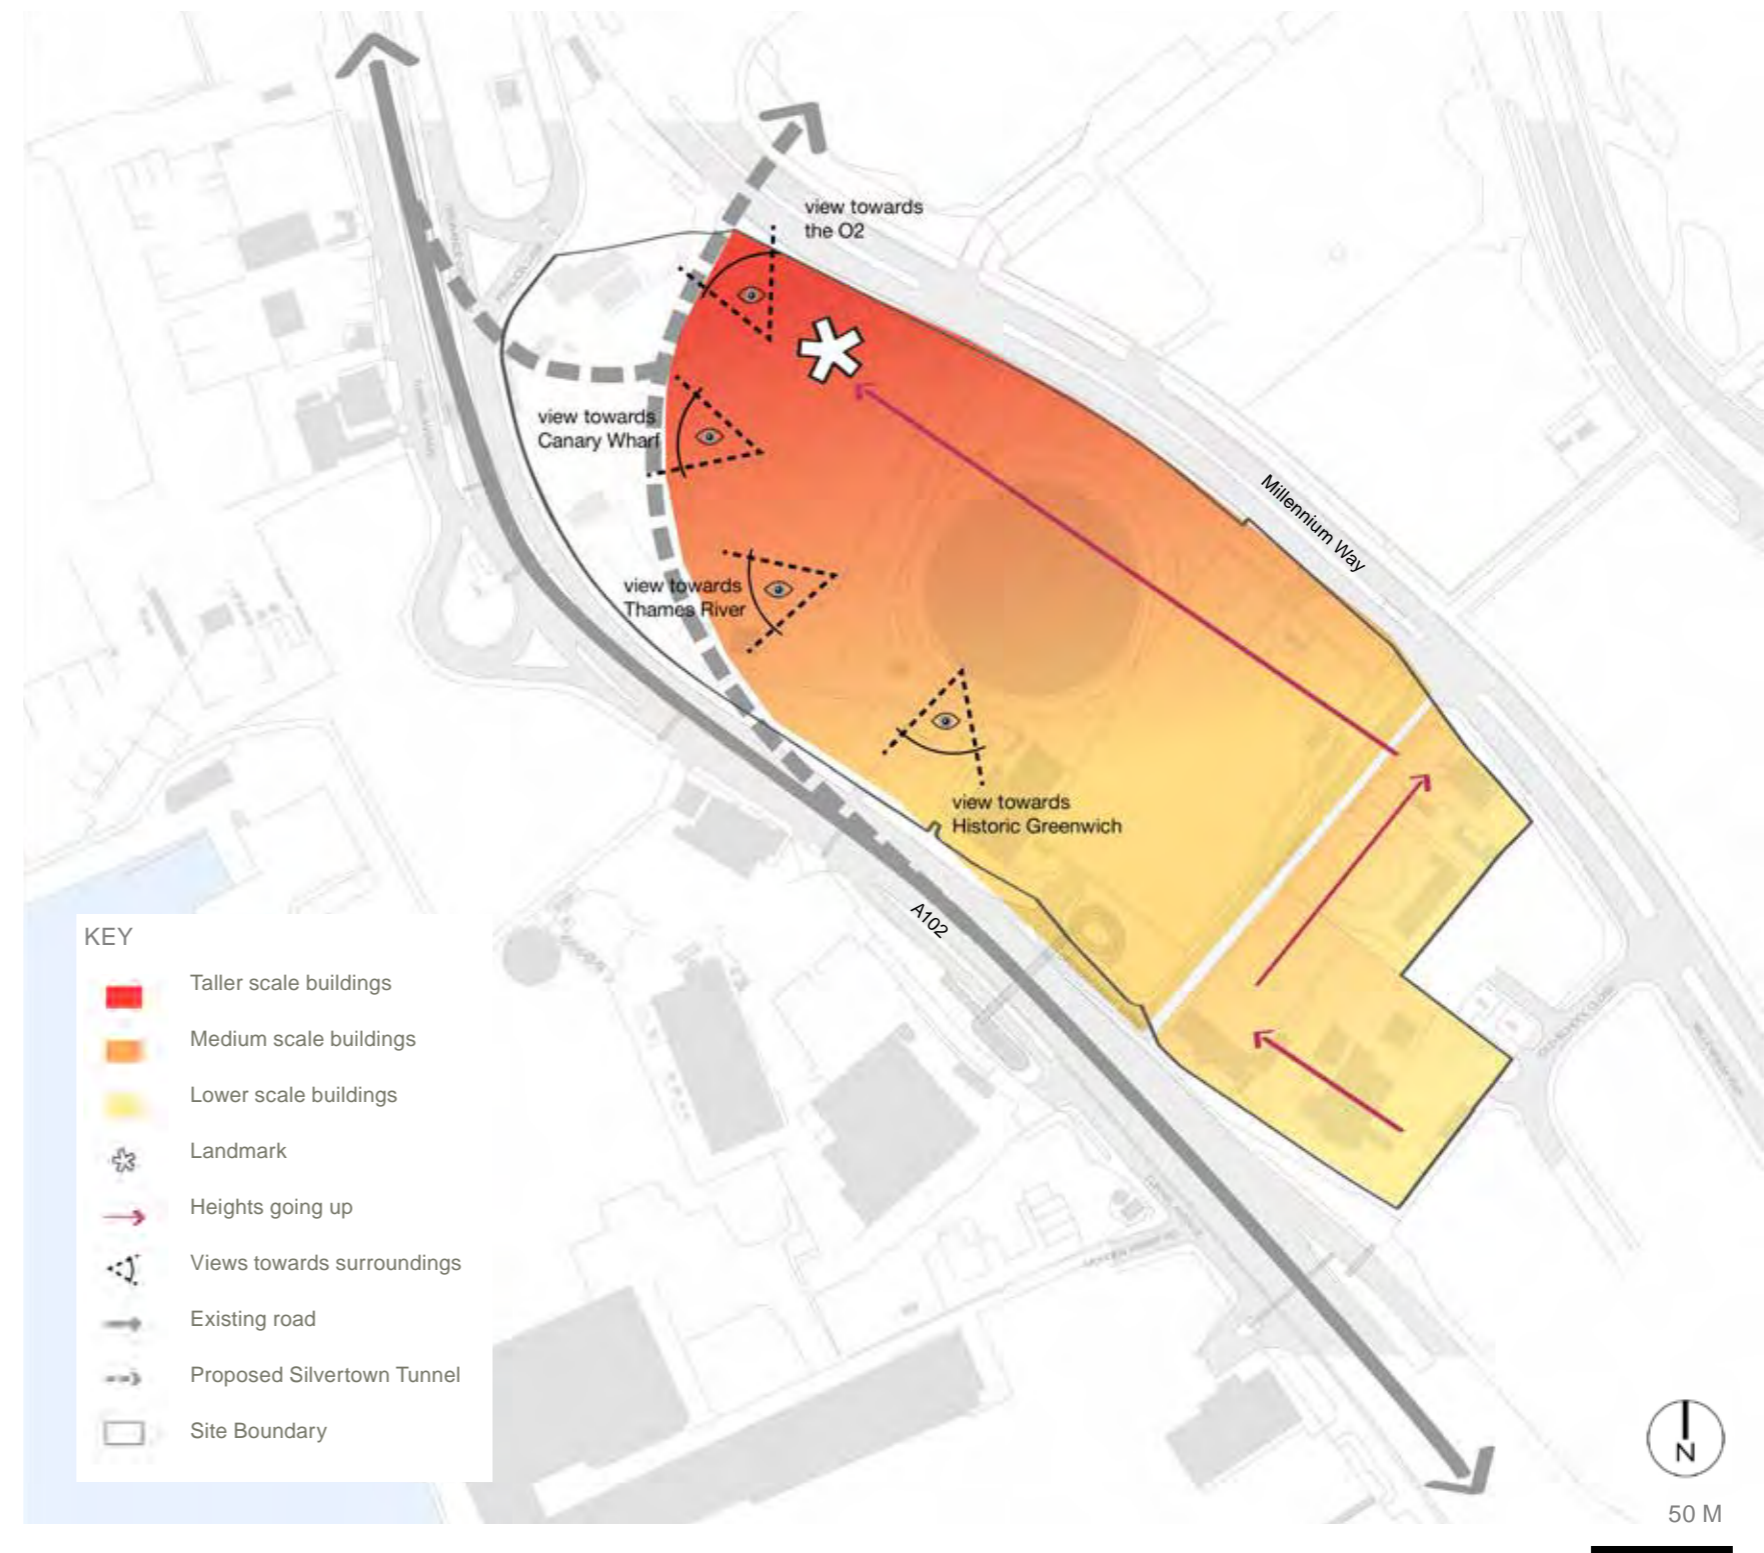 view towards
the O2
view towards
Canary Wharf
Millennium Way
view towards
Thames River
view towards
Historic Greenwich
A102
KEY
Taller scale buildings
Medium scale buildings
Lower scale buildings
Landmark
Heights going up
Views towards surroundings
Existing road
Proposed Silvertown Tunnel
Site Boundary
N
50 M